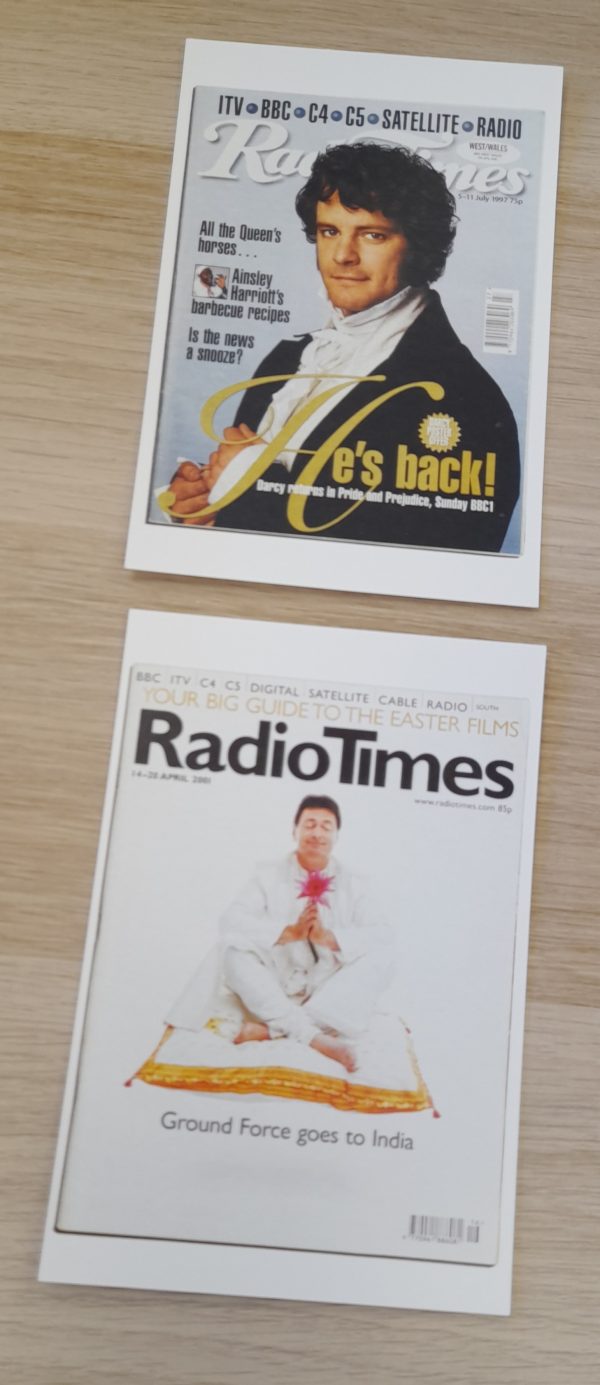 ITV • BBC • C4 • C5 • SATELLITE • RADIO
Radio Times
WEST/WALES
5–11 July 1997 75p
All the Queen's
horses...
Ainsley
Harriott's
barbecue recipes
Is the news
a snooze?
DARCY
POSTER
OFFER
He's back!
Darcy returns in Pride and Prejudice, Sunday BBC1
BBC ITV C4 C5 DIGITAL SATELLITE CABLE RADIO SOUTH
YOUR BIG GUIDE TO THE EASTER FILMS
RadioTimes
14–20 APRIL 2001
www.radiotimes.com 85p
Ground Force goes to India